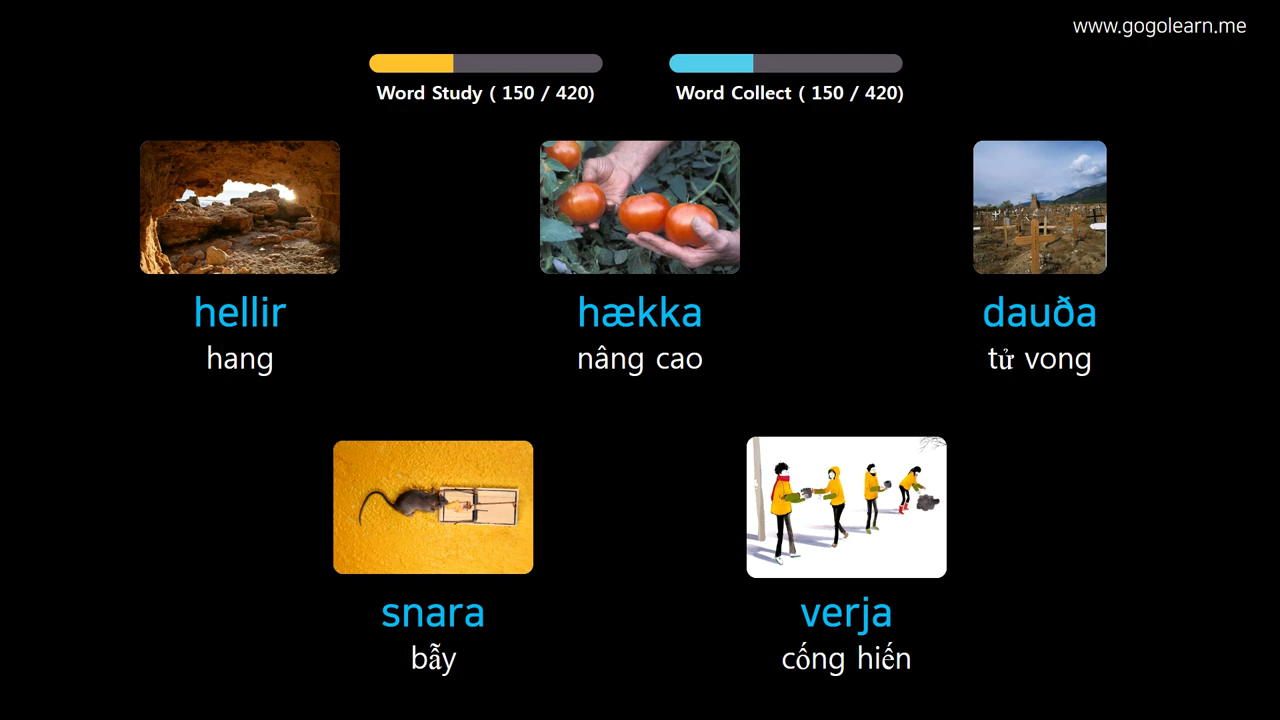 www.gogolearn.me
Word Study ( 150 / 420)
Word Collect ( 150 / 420)
hellir
hækka
dauða
hang
nâng cao
tử vong
snara
verja
bẫy
cống hiến